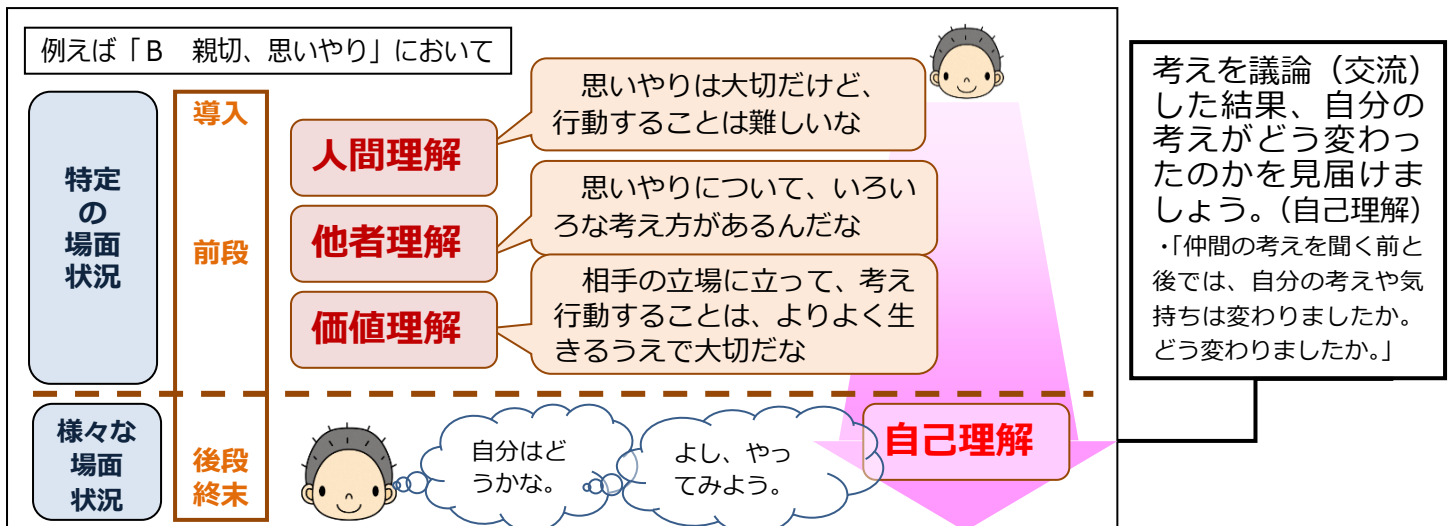 例えば「Ｂ　親切、思いやり」において
特定
の
場面
状況
導入
前段
人間理解
思いやりは大切だけど、
行動することは難しいな
他者理解
思いやりについて、いろい
ろな考え方があるんだな
価値理解
相手の立場に立って、考え
行動することは、よりよく生
きるうえで大切だな
様々な
場面
状況
後段
終末
自分はど
うかな。
よし、やっ
てみよう。
自己理解
考えを議論（交流）
した結果、自分の
考えがどう変わっ
たのかを見届けま
しょう。（自己理解）
・「仲間の考えを聞く前と
後では、自分の考えや気
持ちは変わりましたか。
どう変わりましたか。」